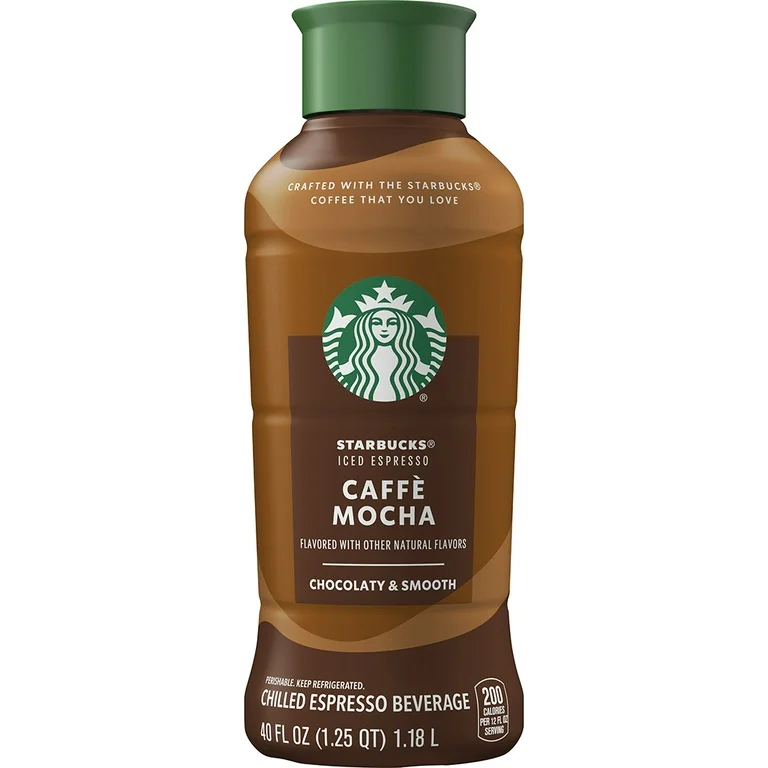 CRAFTED WITH THE STARBUCKS®
COFFEE THAT YOU LOVE
®
STARBUCKS®
ICED ESPRESSO
CAFFÈ
MOCHA
FLAVORED WITH OTHER NATURAL FLAVORS
CHOCOLATY & SMOOTH
PERISHABLE. KEEP REFRIGERATED.
CHILLED ESPRESSO BEVERAGE
40 FL OZ (1.25 QT) 1.18 L
200
CALORIES
PER 12 FL OZ
SERVING